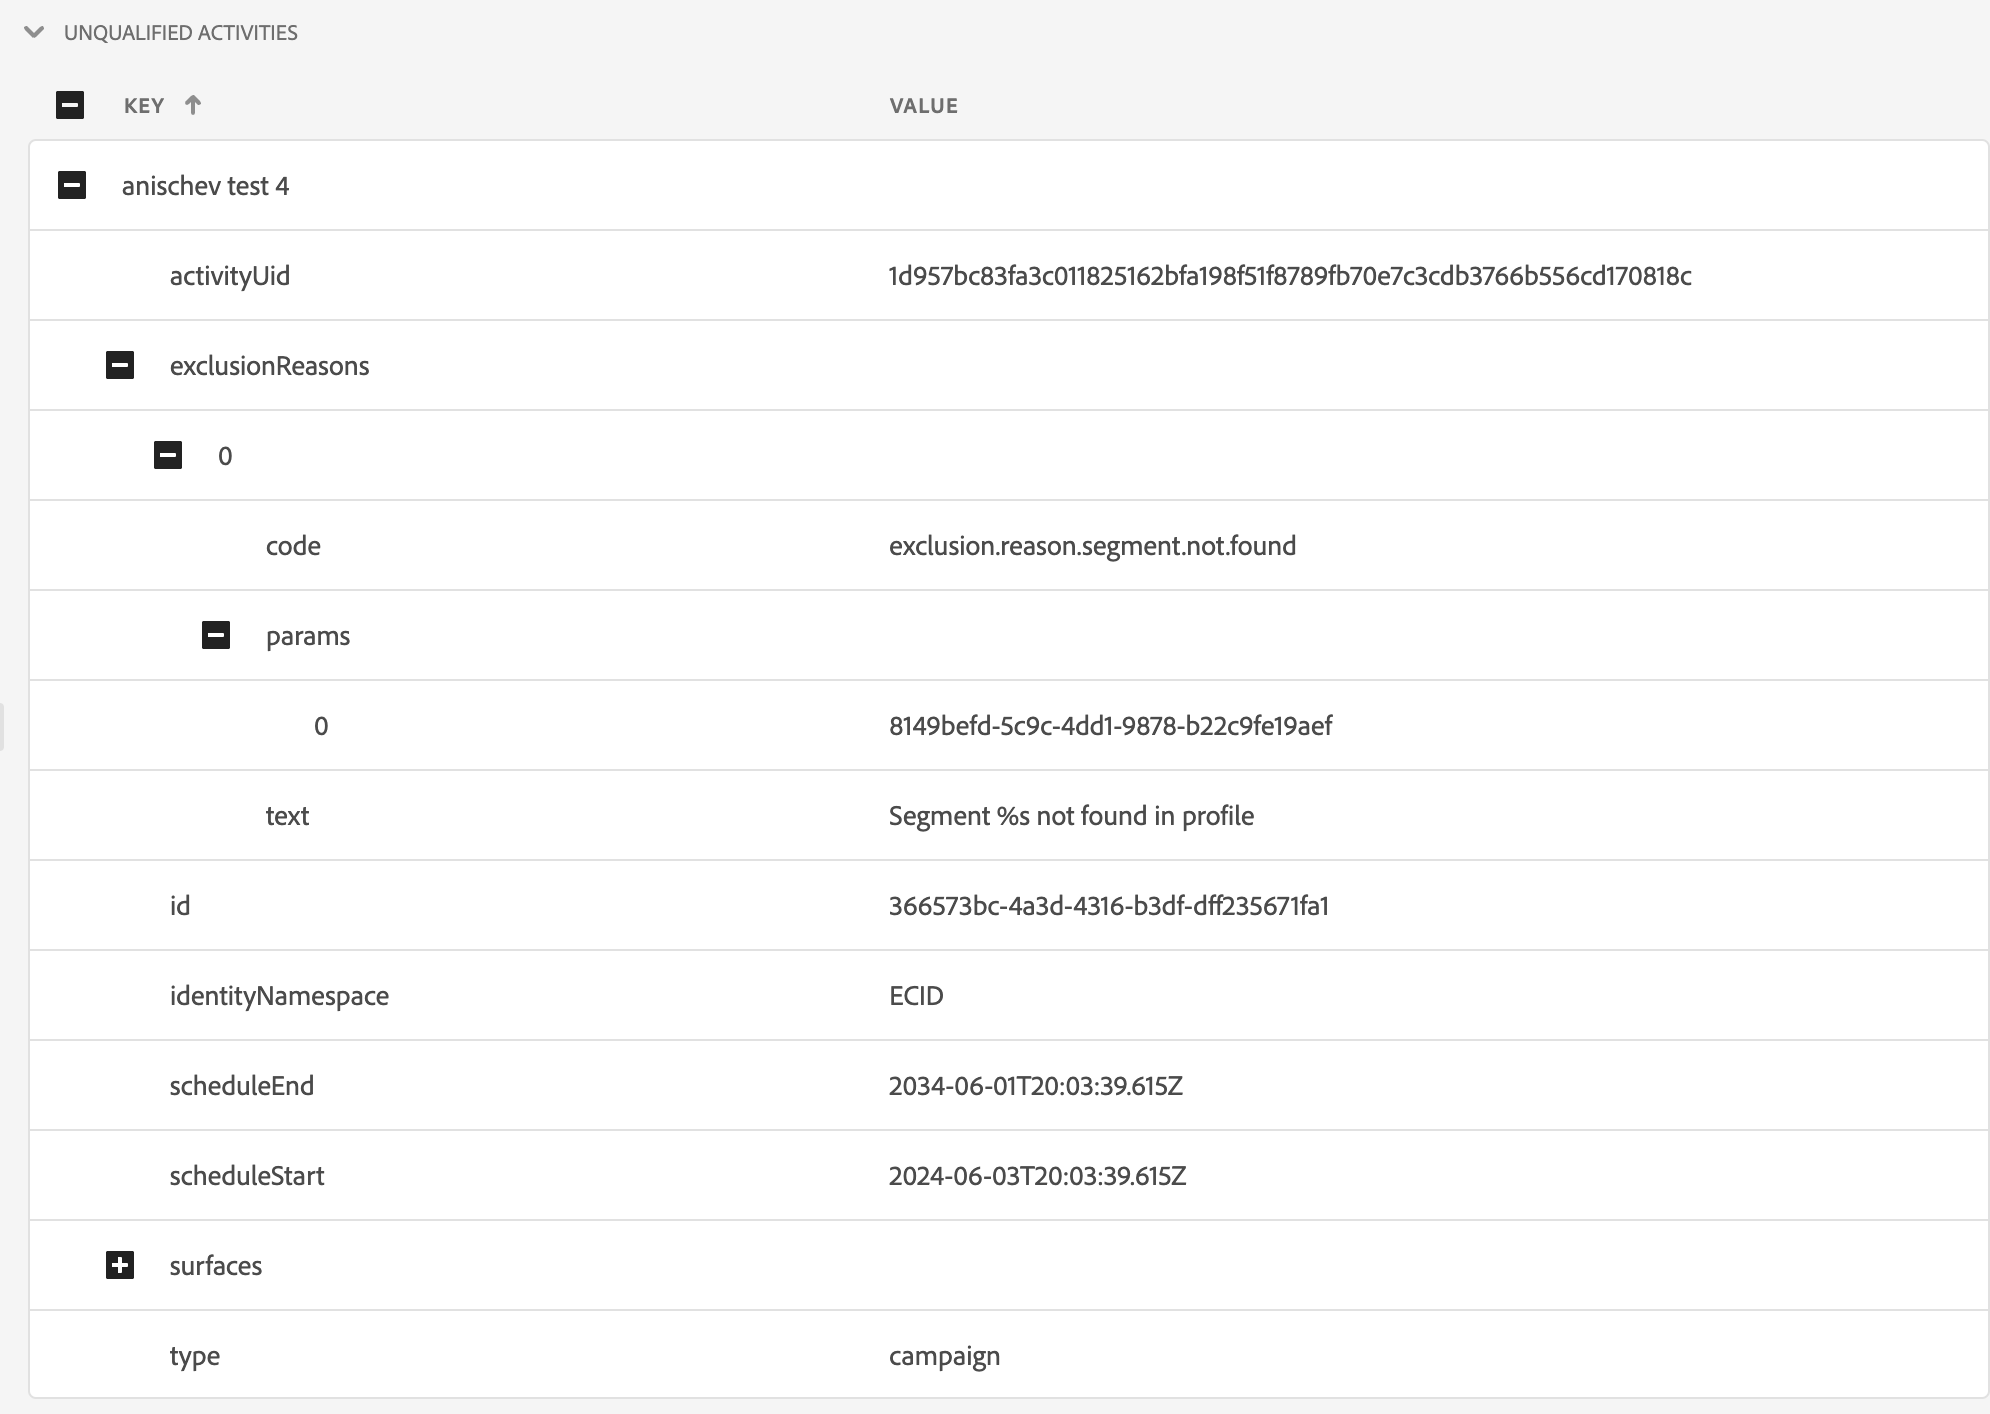 UNQUALIFIED ACTIVITIES
KEY VALUE
anischev test 4
activityUid 1d957bc83fa3c011825162bfa198f51f8789fb70e7c3cdb3766b556cd170818c
exclusionReasons
0
code exclusion.reason.segment.not.found
params
0 8149befd-5c9c-4dd1-9878-b22c9fe19aef
text Segment %s not found in profile
id 366573bc-4a3d-4316-b3df-dff235671fa1
identityNamespace ECID
scheduleEnd 2034-06-01T20:03:39.615Z
scheduleStart 2024-06-03T20:03:39.615Z
surfaces
type campaign